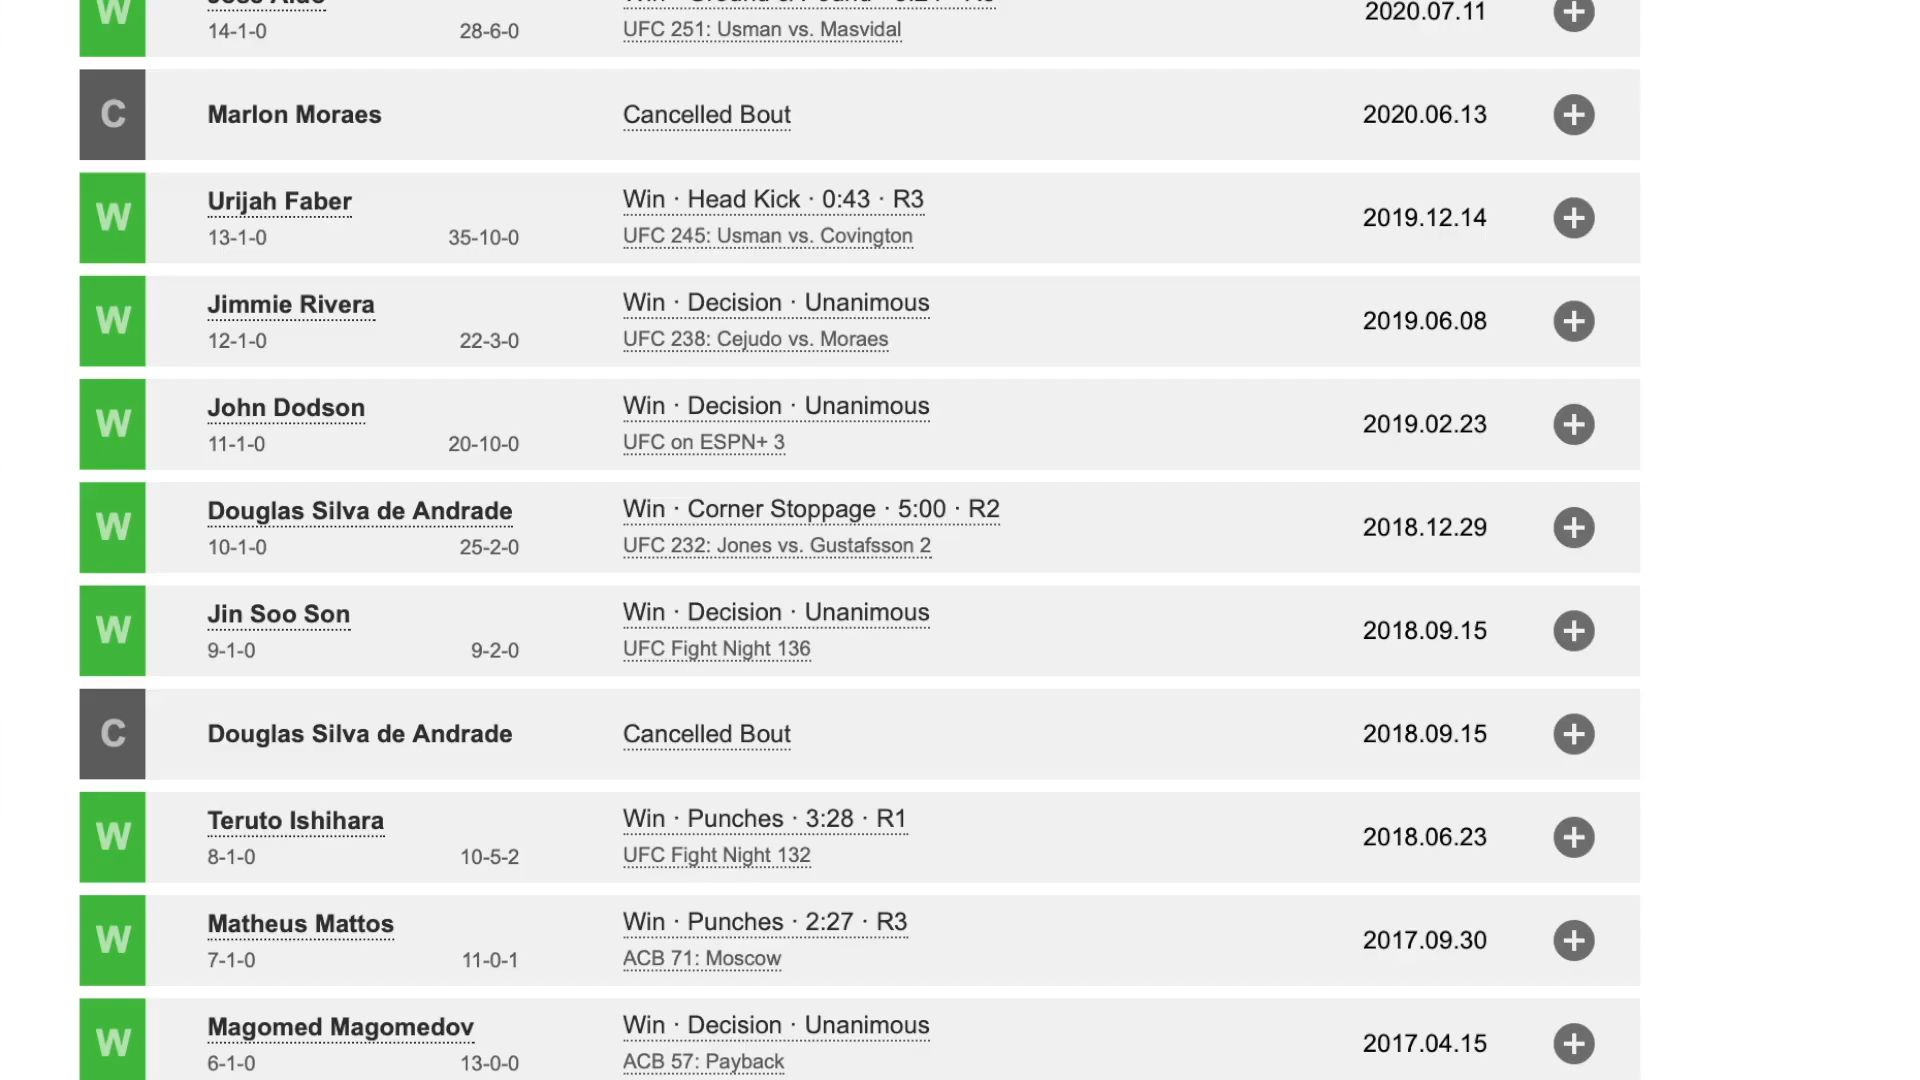 W
14-1-0 28-6-0 UFC 251: Usman vs. Masvidal 2020.07.11
C Marlon Moraes Cancelled Bout 2020.06.13
W Urijah Faber Win · Head Kick · 0:43 · R3 2019.12.14
13-1-0 35-10-0 UFC 245: Usman vs. Covington
W Jimmie Rivera Win · Decision · Unanimous 2019.06.08
12-1-0 22-3-0 UFC 238: Cejudo vs. Moraes
W John Dodson Win · Decision · Unanimous 2019.02.23
11-1-0 20-10-0 UFC on ESPN+ 3
W Douglas Silva de Andrade Win · Corner Stoppage · 5:00 · R2 2018.12.29
10-1-0 25-2-0 UFC 232: Jones vs. Gustafsson 2
W Jin Soo Son Win · Decision · Unanimous 2018.09.15
9-1-0 9-2-0 UFC Fight Night 136
C Douglas Silva de Andrade Cancelled Bout 2018.09.15
W Teruto Ishihara Win · Punches · 3:28 · R1 2018.06.23
8-1-0 10-5-2 UFC Fight Night 132
W Matheus Mattos Win · Punches · 2:27 · R3 2017.09.30
7-1-0 11-0-1 ACB 71: Moscow
W Magomed Magomedov Win · Decision · Unanimous 2017.04.15
6-1-0 13-0-0 ACB 57: Payback